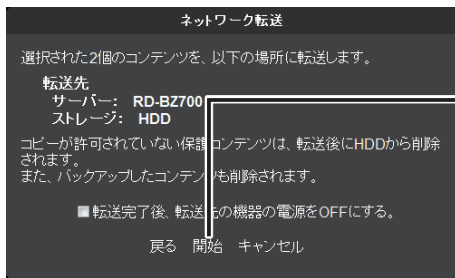 ネットワーク転送
選択された2個のコンテンツを、以下の場所に転送します。
転送先
サーバー： RD-BZ700
ストレージ： HDD
コピーが許可されていない保護コンテンツは、転送後にHDDから削除
されます。
また、バックアップしたコンテンツも削除されます。
転送完了後、転送先の機器の電源をOFFにする。
戻る 開始 キャンセル